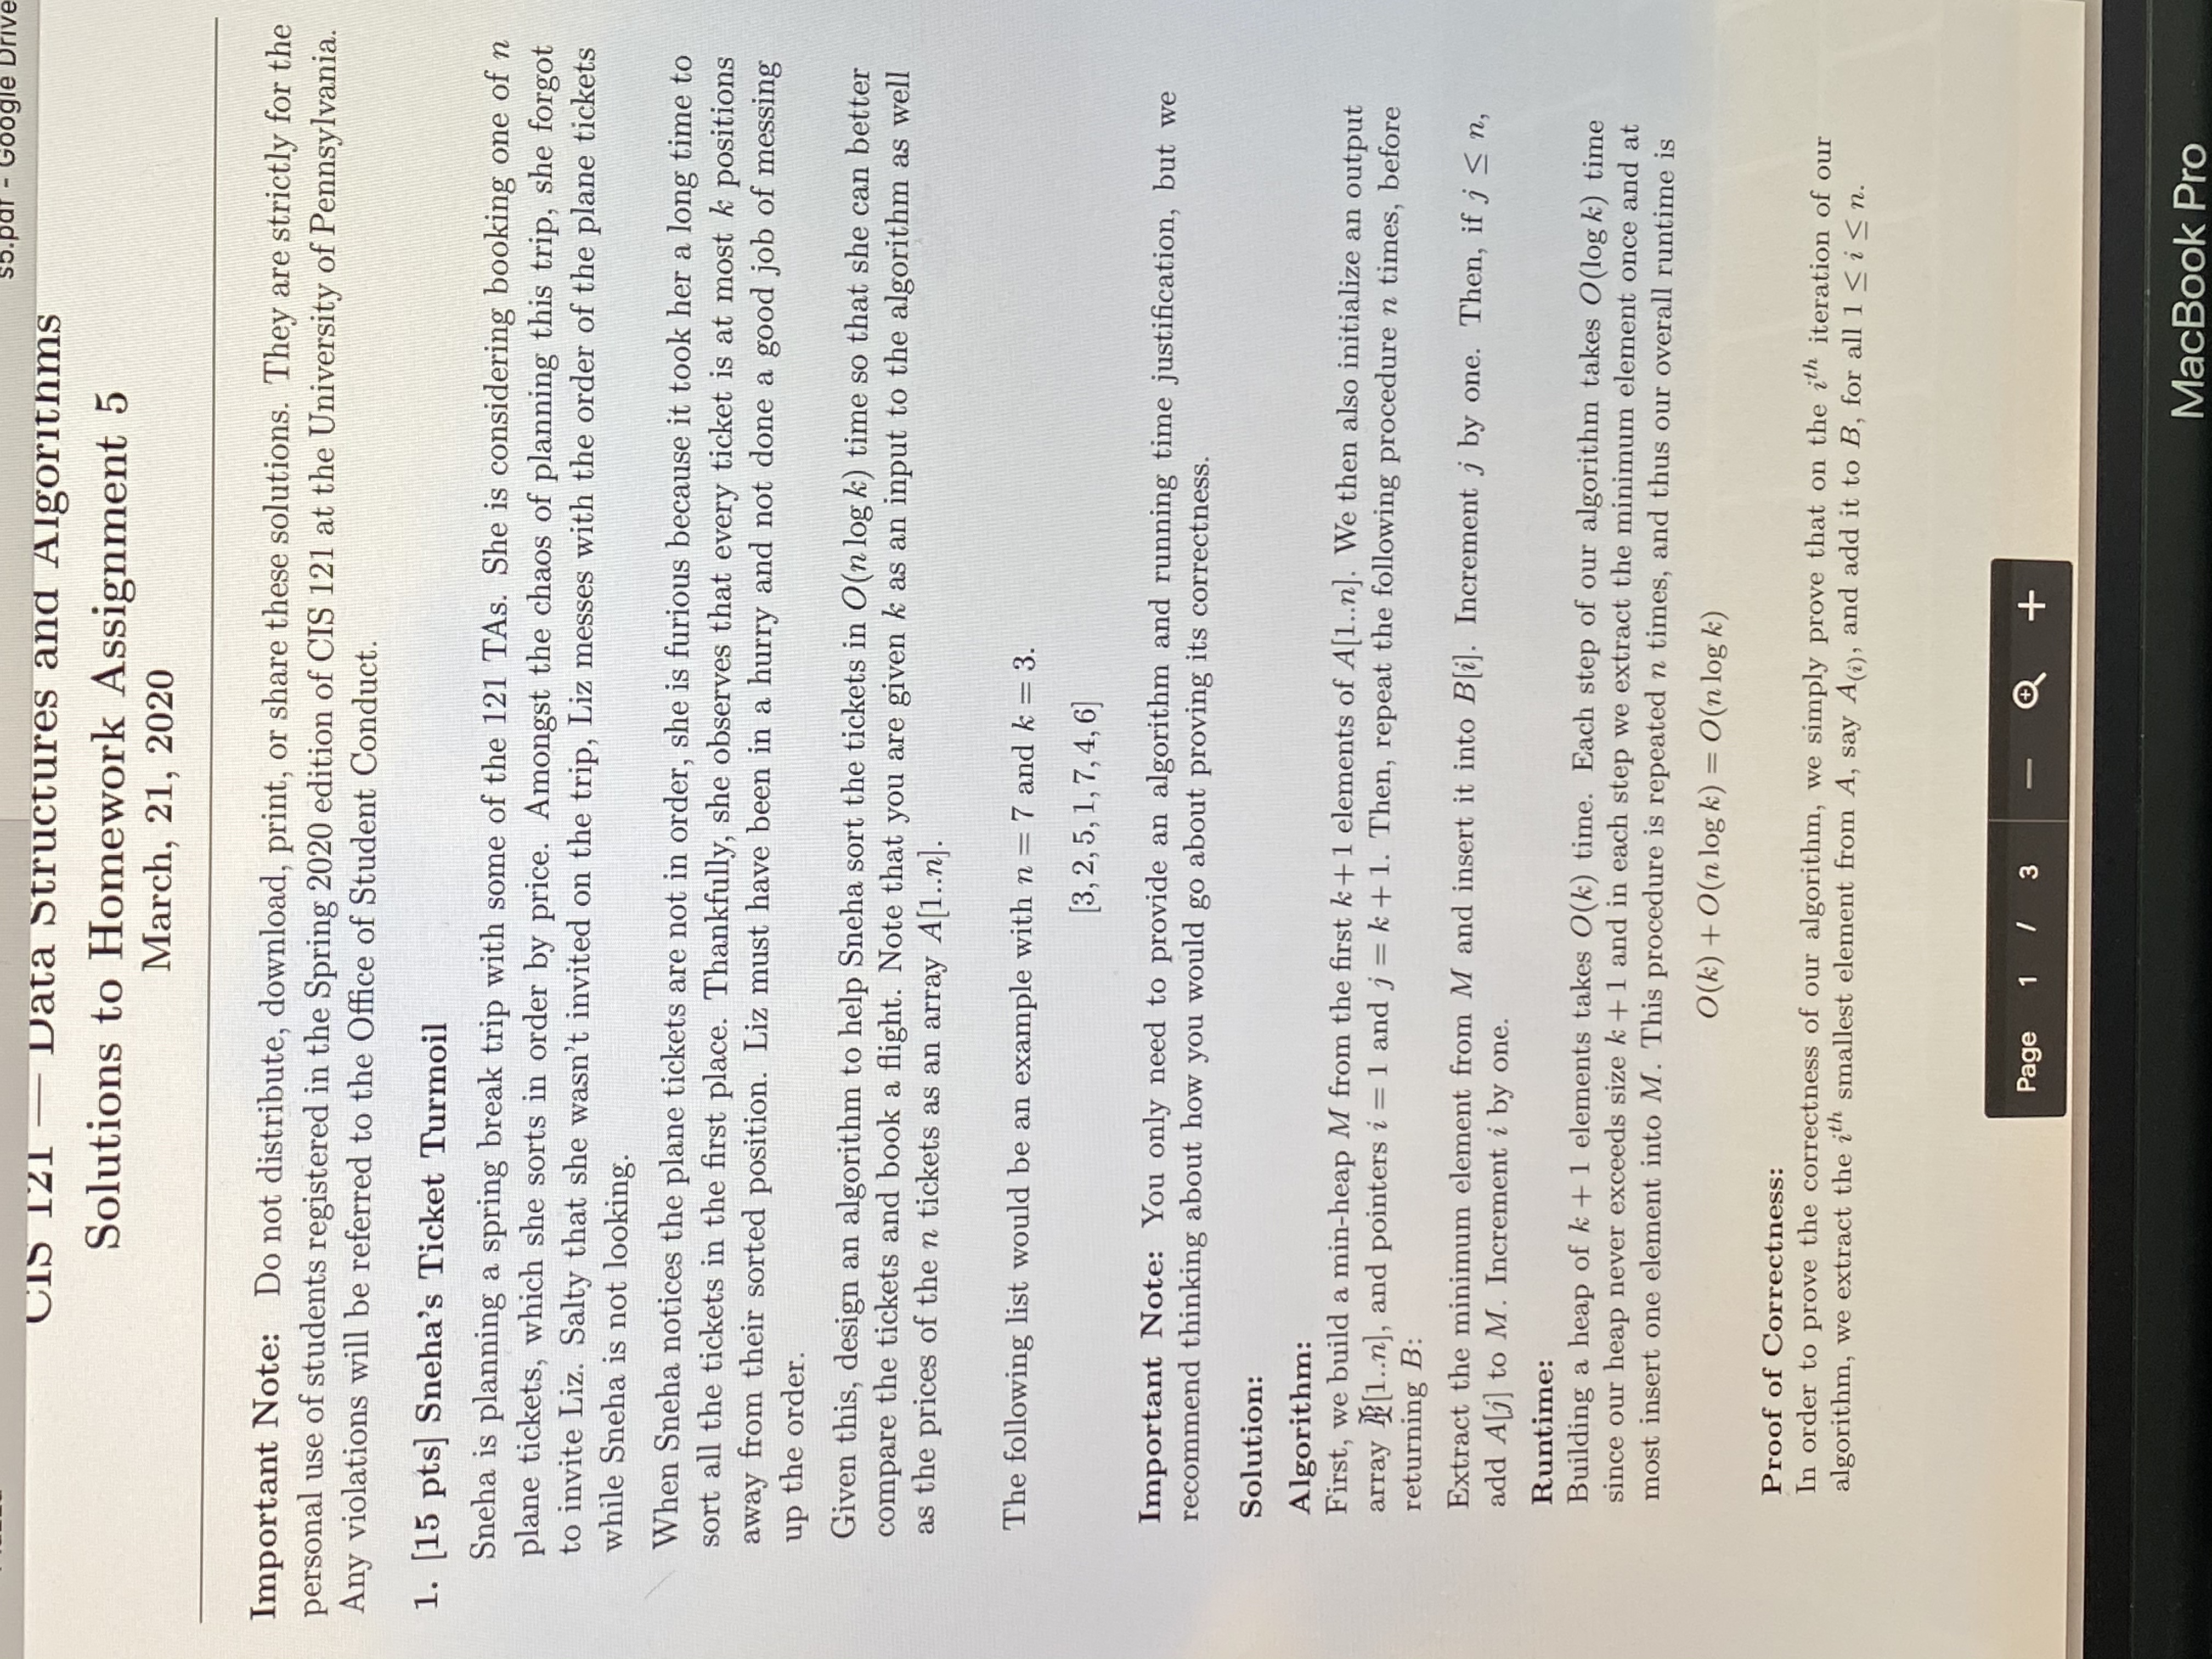 s5.pdf - Google Drive
CIS 121 — Data Structures and Algorithms
Solutions to Homework Assignment 5
March, 21, 2020
Important Note: Do not distribute, download, print, or share these solutions. They are strictly for the
personal use of students registered in the Spring 2020 edition of CIS 121 at the University of Pennsylvania.
Any violations will be referred to the Office of Student Conduct.
1. [15 pts] Sneha's Ticket Turmoil
Sneha is planning a spring break trip with some of the 121 TAs. She is considering booking one of n
plane tickets, which she sorts in order by price. Amongst the chaos of planning this trip, she forgot
to invite Liz. Salty that she wasn't invited on the trip, Liz messes with the order of the plane tickets
while Sneha is not looking.
When Sneha notices the plane tickets are not in order, she is furious because it took her a long time to
sort all the tickets in the first place. Thankfully, she observes that every ticket is at most k positions
away from their sorted position. Liz must have been in a hurry and not done a good job of messing
up the order.
Given this, design an algorithm to help Sneha sort the tickets in O(n log k) time so that she can better
compare the tickets and book a flight. Note that you are given k as an input to the algorithm as well
as the prices of the n tickets as an array A[1..n].
The following list would be an example with n = 7 and k = 3.
[3, 2, 5, 1, 7, 4, 6]
Important Note: You only need to provide an algorithm and running time justification, but we
recommend thinking about how you would go about proving its correctness.
Solution:
Algorithm:
First, we build a min-heap M from the first k + 1 elements of A[1..n]. We then also initialize an output
array B[1..n], and pointers i = 1 and j = k + 1. Then, repeat the following procedure n times, before
returning B:
Extract the minimum element from M and insert it into B[i]. Increment j by one. Then, if j ≤ n,
add A[j] to M. Increment i by one.
Runtime:
Building a heap of k + 1 elements takes O(k) time. Each step of our algorithm takes O(log k) time
since our heap never exceeds size k + 1 and in each step we extract the minimum element once and at
most insert one element into M. This procedure is repeated n times, and thus our overall runtime is
O(k) + O(n log k) = O(n log k)
Proof of Correctness:
In order to prove the correctness of our algorithm, we simply prove that on the i^th iteration of our
algorithm, we extract the i^th smallest element from A, say A_(i), and add it to B, for all 1 ≤ i ≤ n.
Page 1 / 3 — +
MacBook Pro